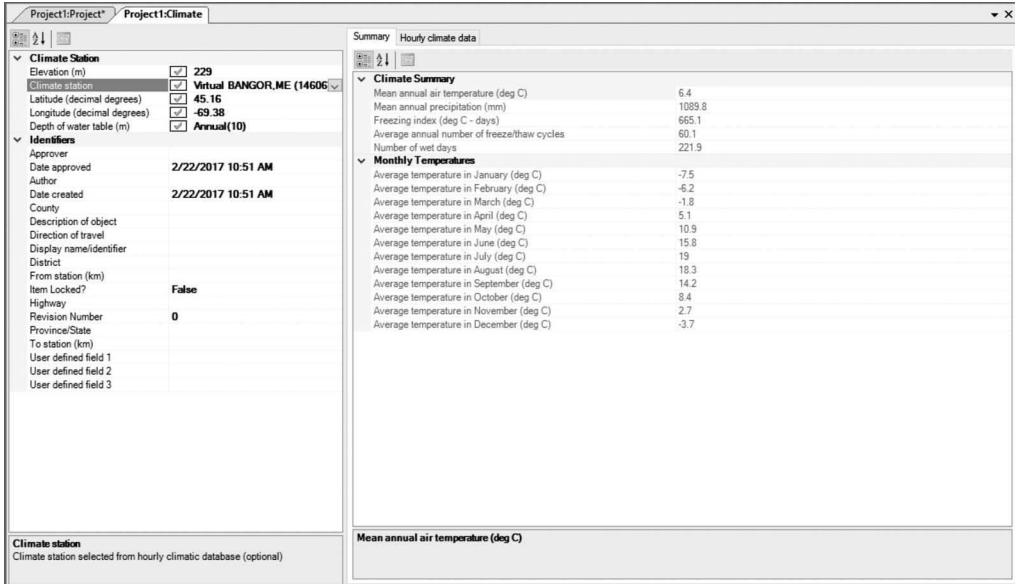 Project1:Project* Project1:Climate
Climate Station
Elevation (m) 229
Climate station Virtual BANGOR,ME (14606
Latitude (decimal degrees) 45.16
Longitude (decimal degrees) -69.38
Depth of water table (m) Annual(10)
Identifiers
Approver
Date approved 2/22/2017 10:51 AM
Author
Date created 2/22/2017 10:51 AM
County
Description of object
Direction of travel
Display name/identifier
District
From station (km)
Item Locked? False
Highway
Revision Number 0
Province/State
To station (km)
User defined field 1
User defined field 2
User defined field 3
Climate station
Climate station selected from hourly climatic database (optional)
Summary Hourly climate data
Climate Summary
Mean annual air temperature (deg C) 6.4
Mean annual precipitation (mm) 1089.8
Freezing index (deg C - days) 665.1
Average annual number of freeze/thaw cycles 60.1
Number of wet days 221.9
Monthly Temperatures
Average temperature in January (deg C) -7.5
Average temperature in February (deg C) -6.2
Average temperature in March (deg C) -1.8
Average temperature in April (deg C) 5.1
Average temperature in May (deg C) 10.9
Average temperature in June (deg C) 15.8
Average temperature in July (deg C) 19
Average temperature in August (deg C) 18.3
Average temperature in September (deg C) 14.2
Average temperature in October (deg C) 8.4
Average temperature in November (deg C) 2.7
Average temperature in December (deg C) -3.7
Mean annual air temperature (deg C)